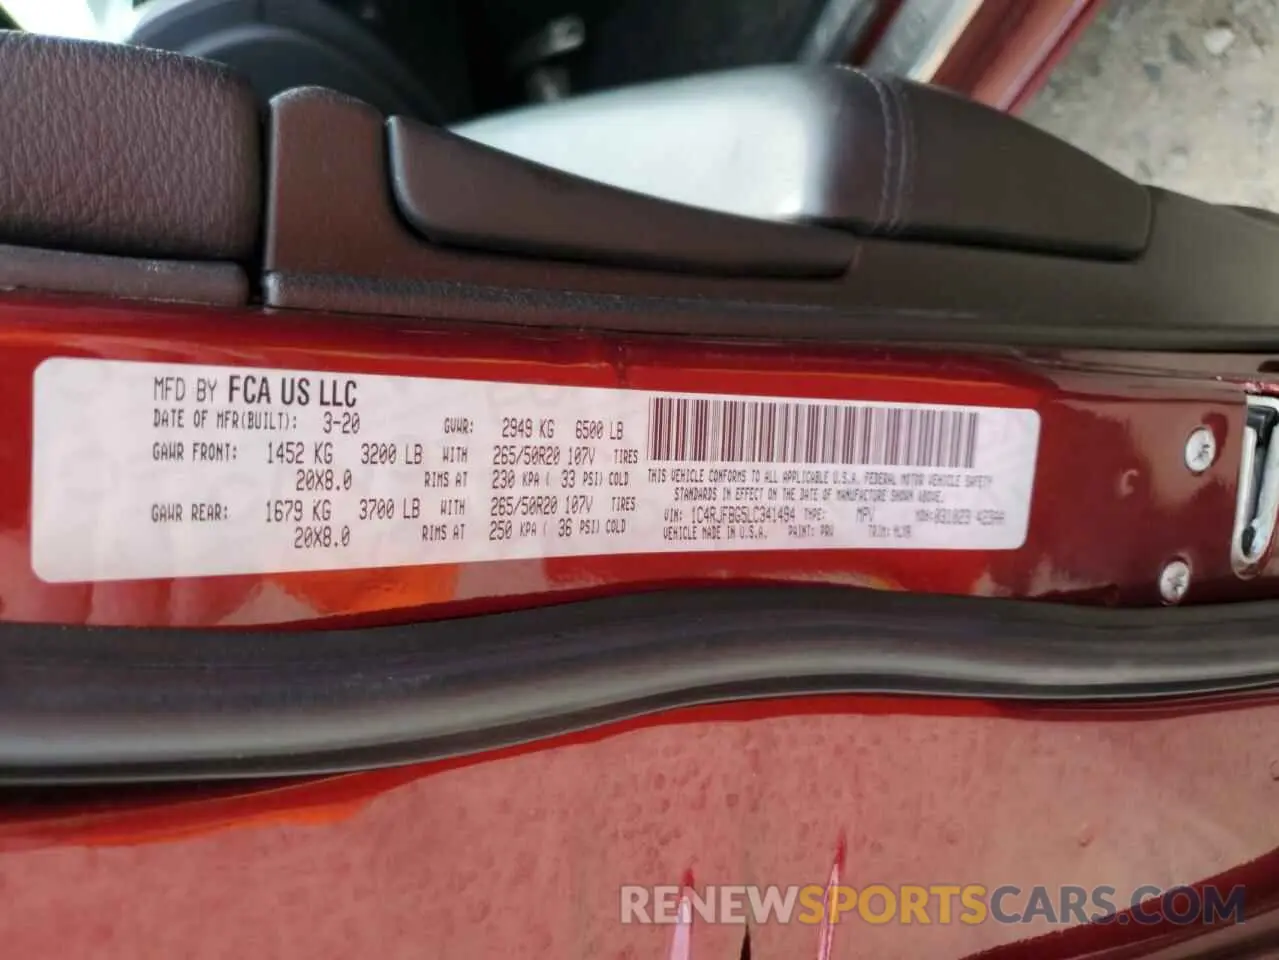 MFD BY FCA US LLC
DATE OF MFR(BUILT): 3-20 GVWR: 2949 KG 6500 LB
GAWR FRONT: 1452 KG 3200 LB WITH 265/50R20 107V TIRES
20X8.0 RIMS AT 230 KPA ( 33 PSI) COLD
GAWR REAR: 1679 KG 3700 LB WITH 265/50R20 107V TIRES
20X8.0 RIMS AT 250 KPA ( 36 PSI) COLD
THIS VEHICLE CONFORMS TO ALL APPLICABLE U.S.A. FEDERAL MOTOR VEHICLE SAFETY
STANDARDS IN EFFECT ON THE DATE OF MANUFACTURE SHOWN ABOVE.
VIN: 1C4RJFBG5LC341494 TYPE: MPV MDH:
VEHICLE MADE IN U.S.A. PAINT: PRV TRIM:
RENEWSPORTSCARS.COM